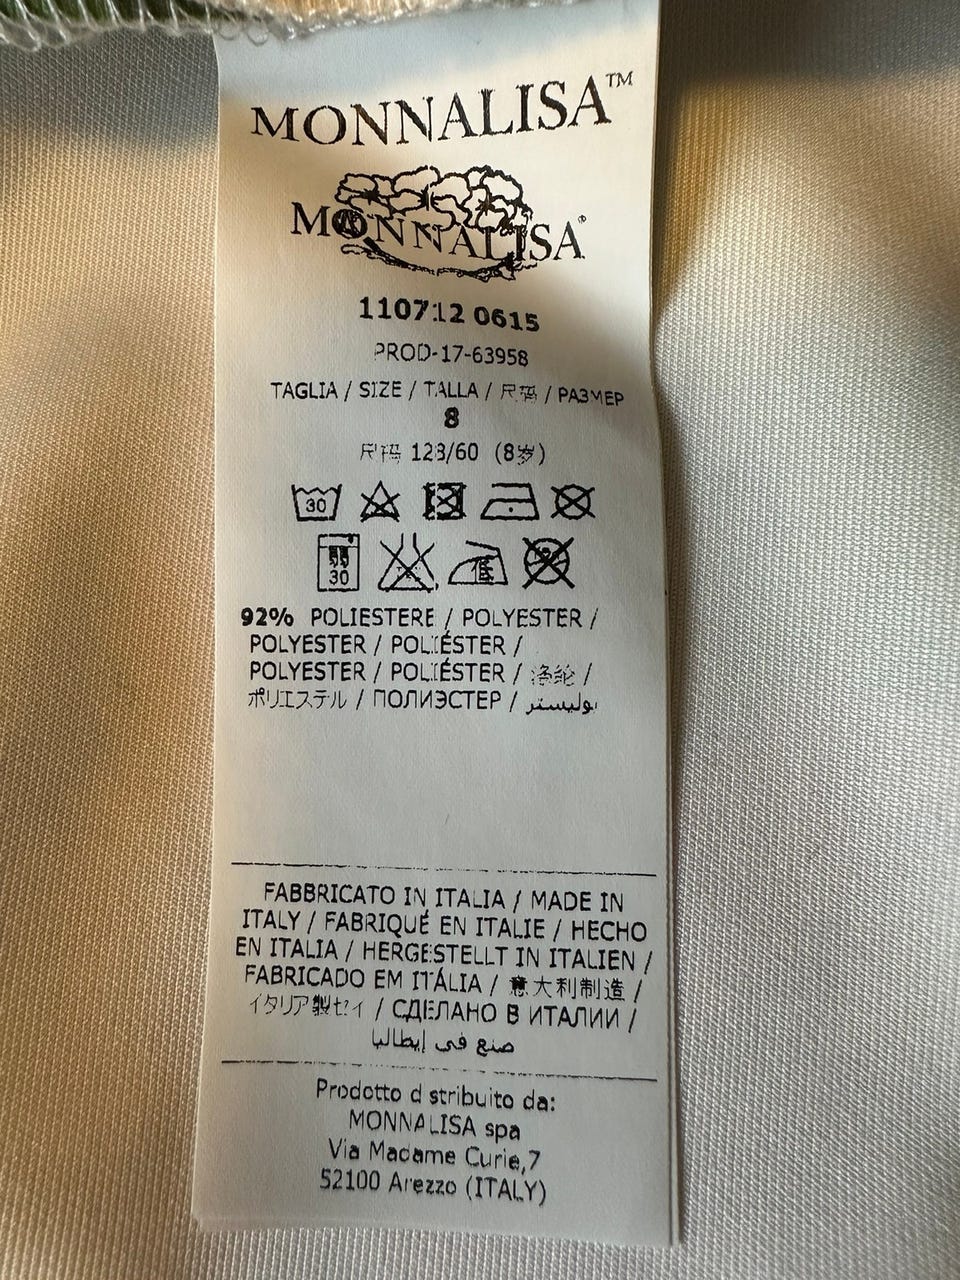 MONNALISA™
MONNALISA®
110712 0615
PROD-17-63958
TAGLIA / SIZE / TALLA / 尺码 / РАЗМЕР
8
尺码 128/60 (8岁)
30
30
92% POLIESTERE / POLYESTER /
POLYESTER / POLIÉSTER /
POLYESTER / POLIÉSTER / 涤纶 /
ポリエステル / ПОЛИЭСТЕР / بوليستر
FABBRICATO IN ITALIA / MADE IN
ITALY / FABRIQUÉ EN ITALIE / HECHO
EN ITALIA / HERGESTELLT IN ITALIEN /
FABRICADO EM ITÁLIA / 意大利制造 /
イタリア製セイ / СДЕЛАНО В ИТАЛИИ /
صنع في إيطاليا
Prodotto distribuito da:
MONNALISA spa
Via Madame Curie,7
52100 Arezzo (ITALY)